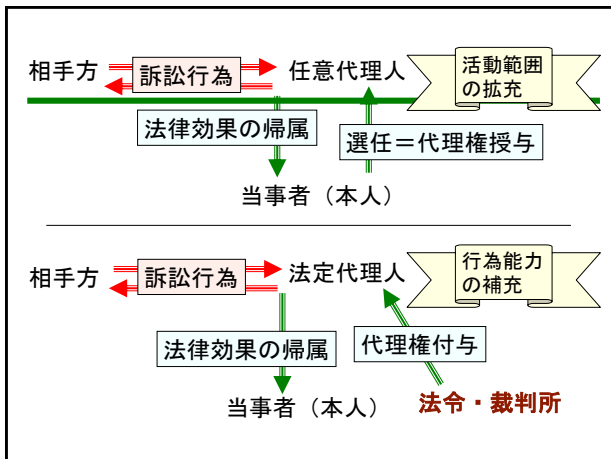 相手方
訴訟行為
任意代理人
活動範囲
の拡充
法律効果の帰属
選任＝代理権授与
当事者（本人）
相手方
訴訟行為
法定代理人
行為能力
の補充
法律効果の帰属
代理権付与
当事者（本人）
法令・裁判所